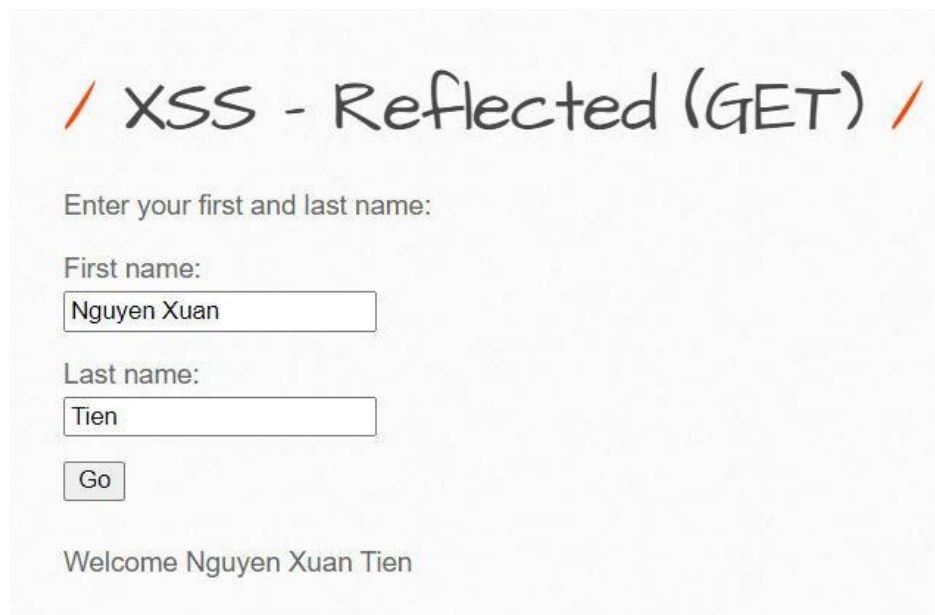 / XSS - Reflected (GET) /
Enter your first and last name:
First name:
Nguyen Xuan
Last name:
Tien
Go
Welcome Nguyen Xuan Tien